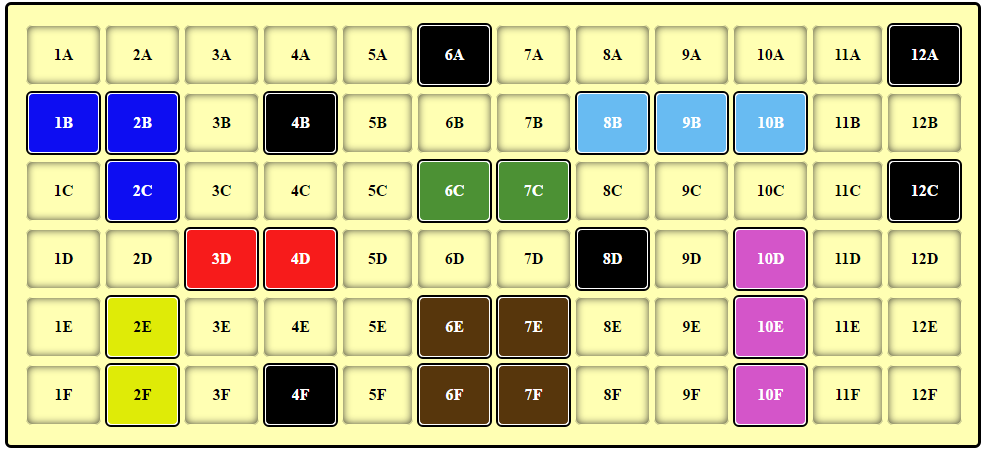 1A 2A 3A 4A 5A 6A 7A 8A 9A 10A 11A 12A
1B 2B 3B 4B 5B 6B 7B 8B 9B 10B 11B 12B
1C 2C 3C 4C 5C 6C 7C 8C 9C 10C 11C 12C
1D 2D 3D 4D 5D 6D 7D 8D 9D 10D 11D 12D
1E 2E 3E 4E 5E 6E 7E 8E 9E 10E 11E 12E
1F 2F 3F 4F 5F 6F 7F 8F 9F 10F 11F 12F